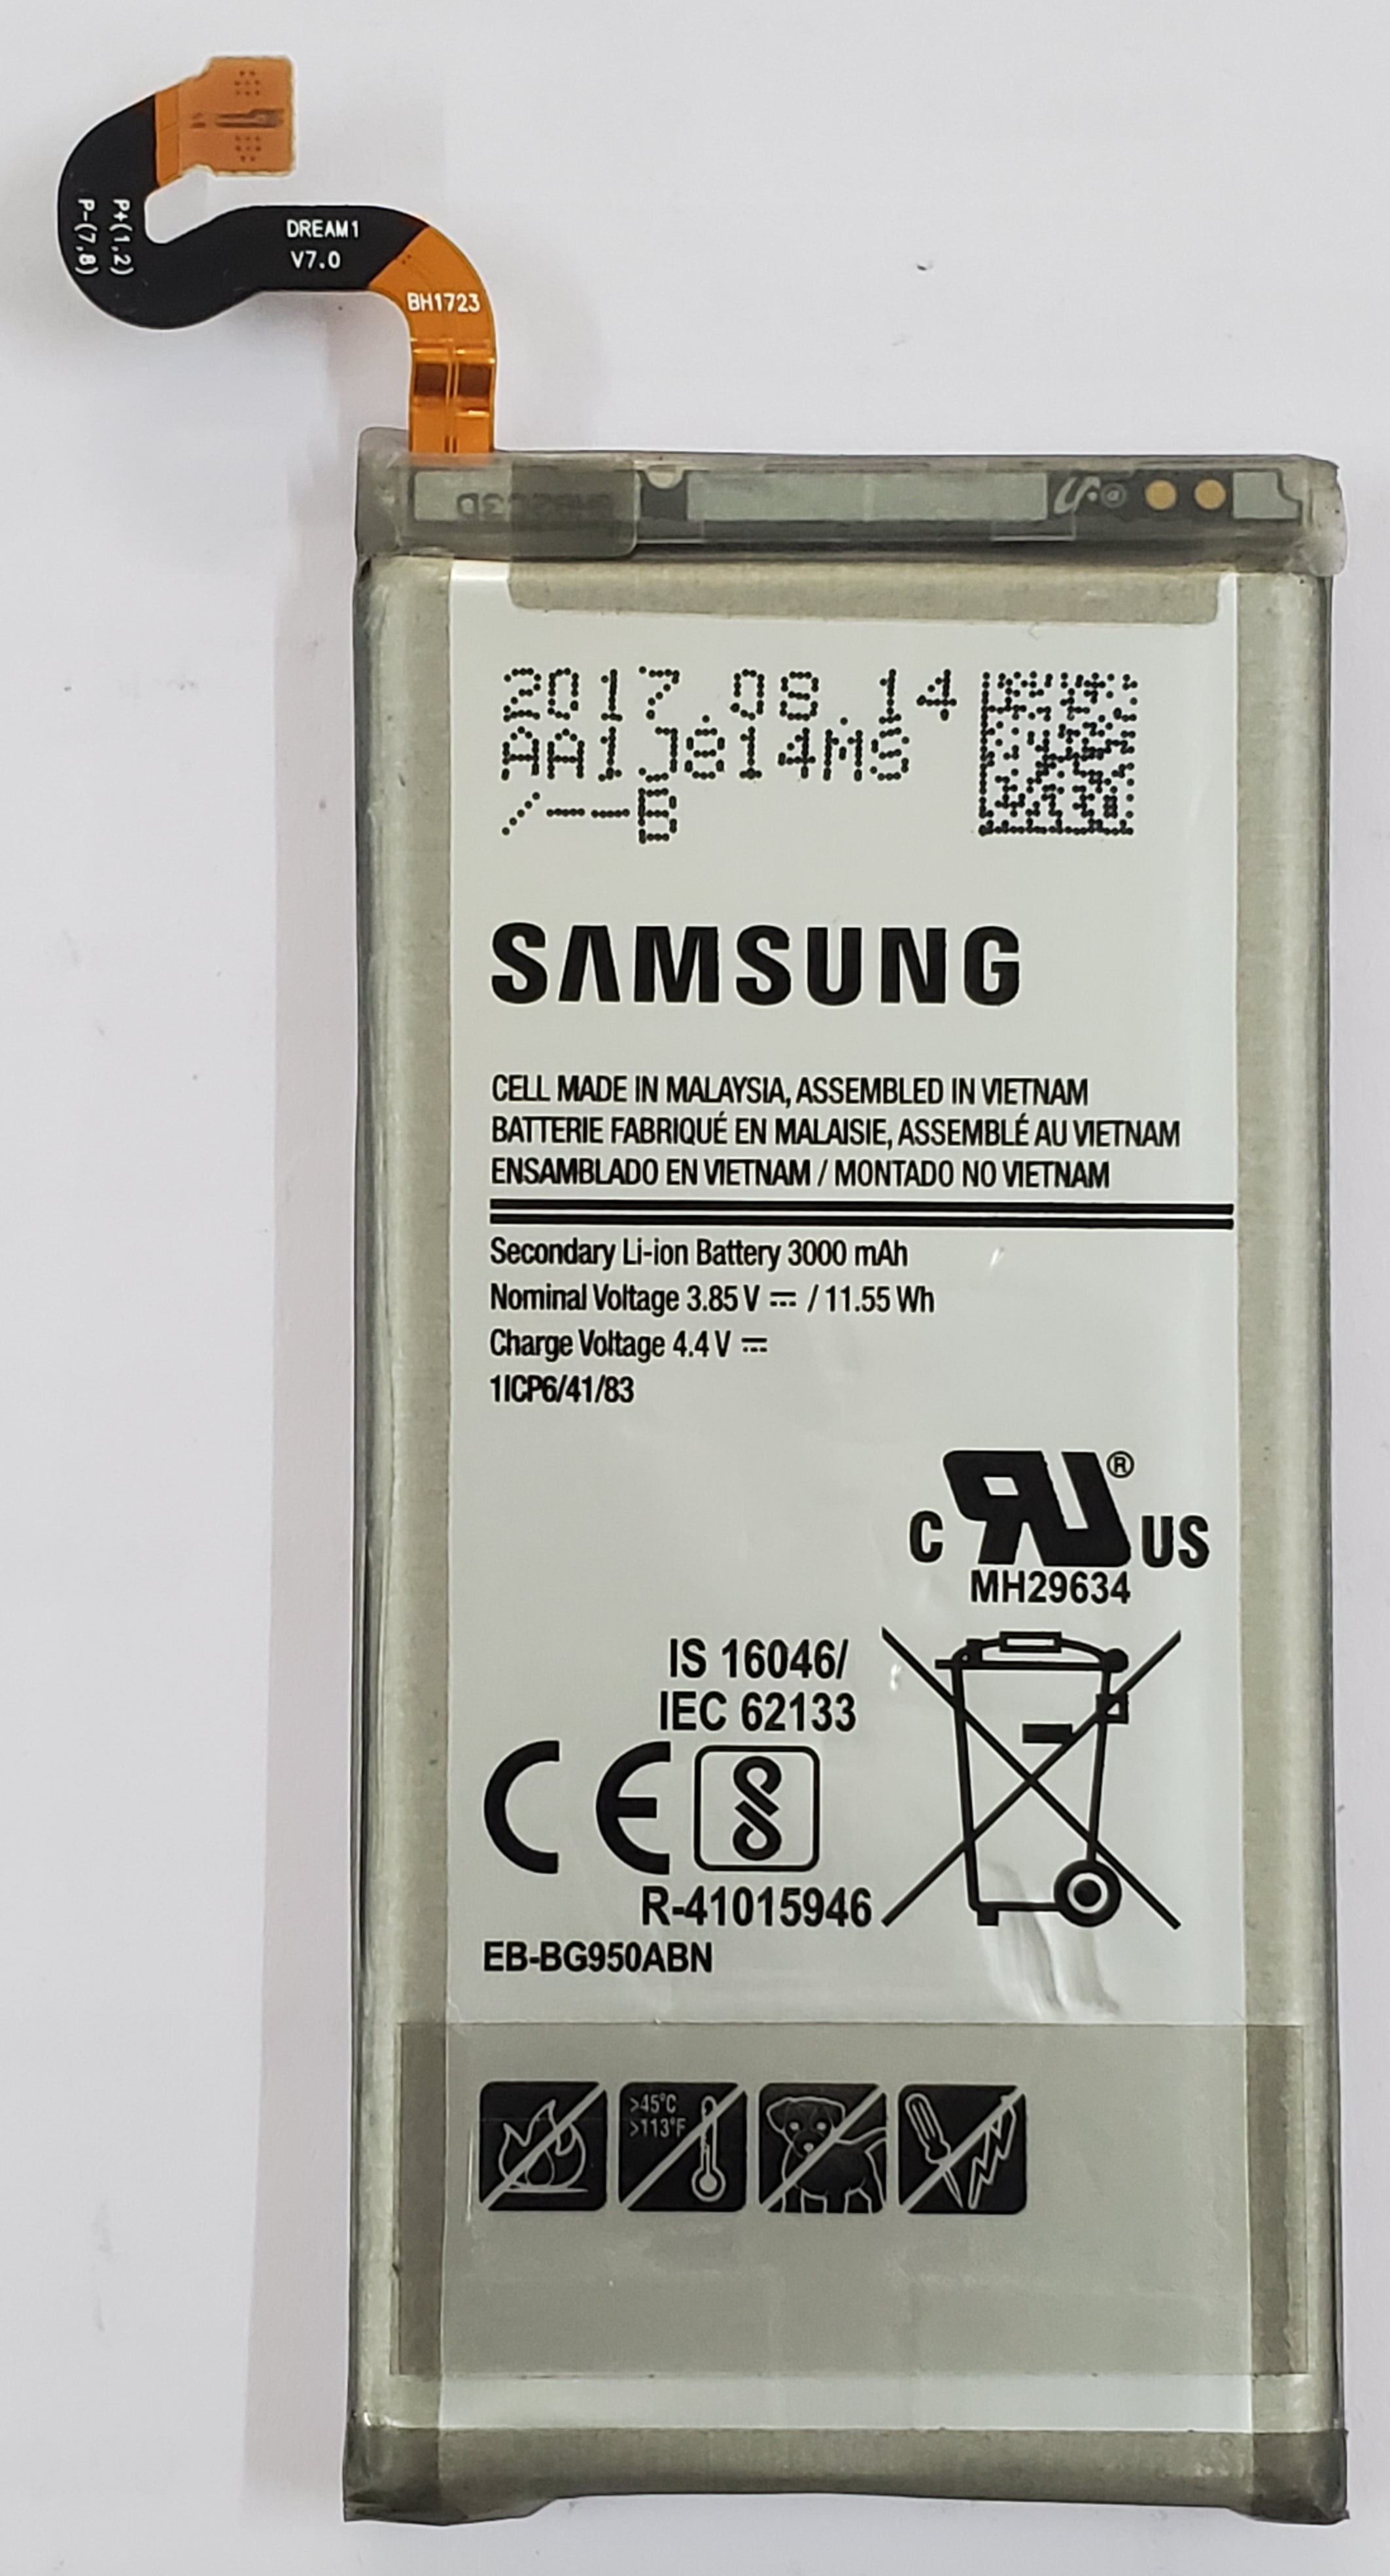 P+(1,2)
P-(7,8)
DREAM1
V7.0
BH1723
2017.08.14
AA1J814MS
/--B
SAMSUNG
CELL MADE IN MALAYSIA, ASSEMBLED IN VIETNAM
BATTERIE FABRIQUÉ EN MALAISIE, ASSEMBLÉ AU VIETNAM
ENSAMBLADO EN VIETNAM / MONTADO NO VIETNAM
Secondary Li-ion Battery 3000 mAh
Nominal Voltage 3.85 V ⎓ / 11.55 Wh
Charge Voltage 4.4 V ⎓
1ICP6/41/83
C RU® US
MH29634
IS 16046/
IEC 62133
CE
R-41015946
EB-BG950ABN
>45°C
>113°F